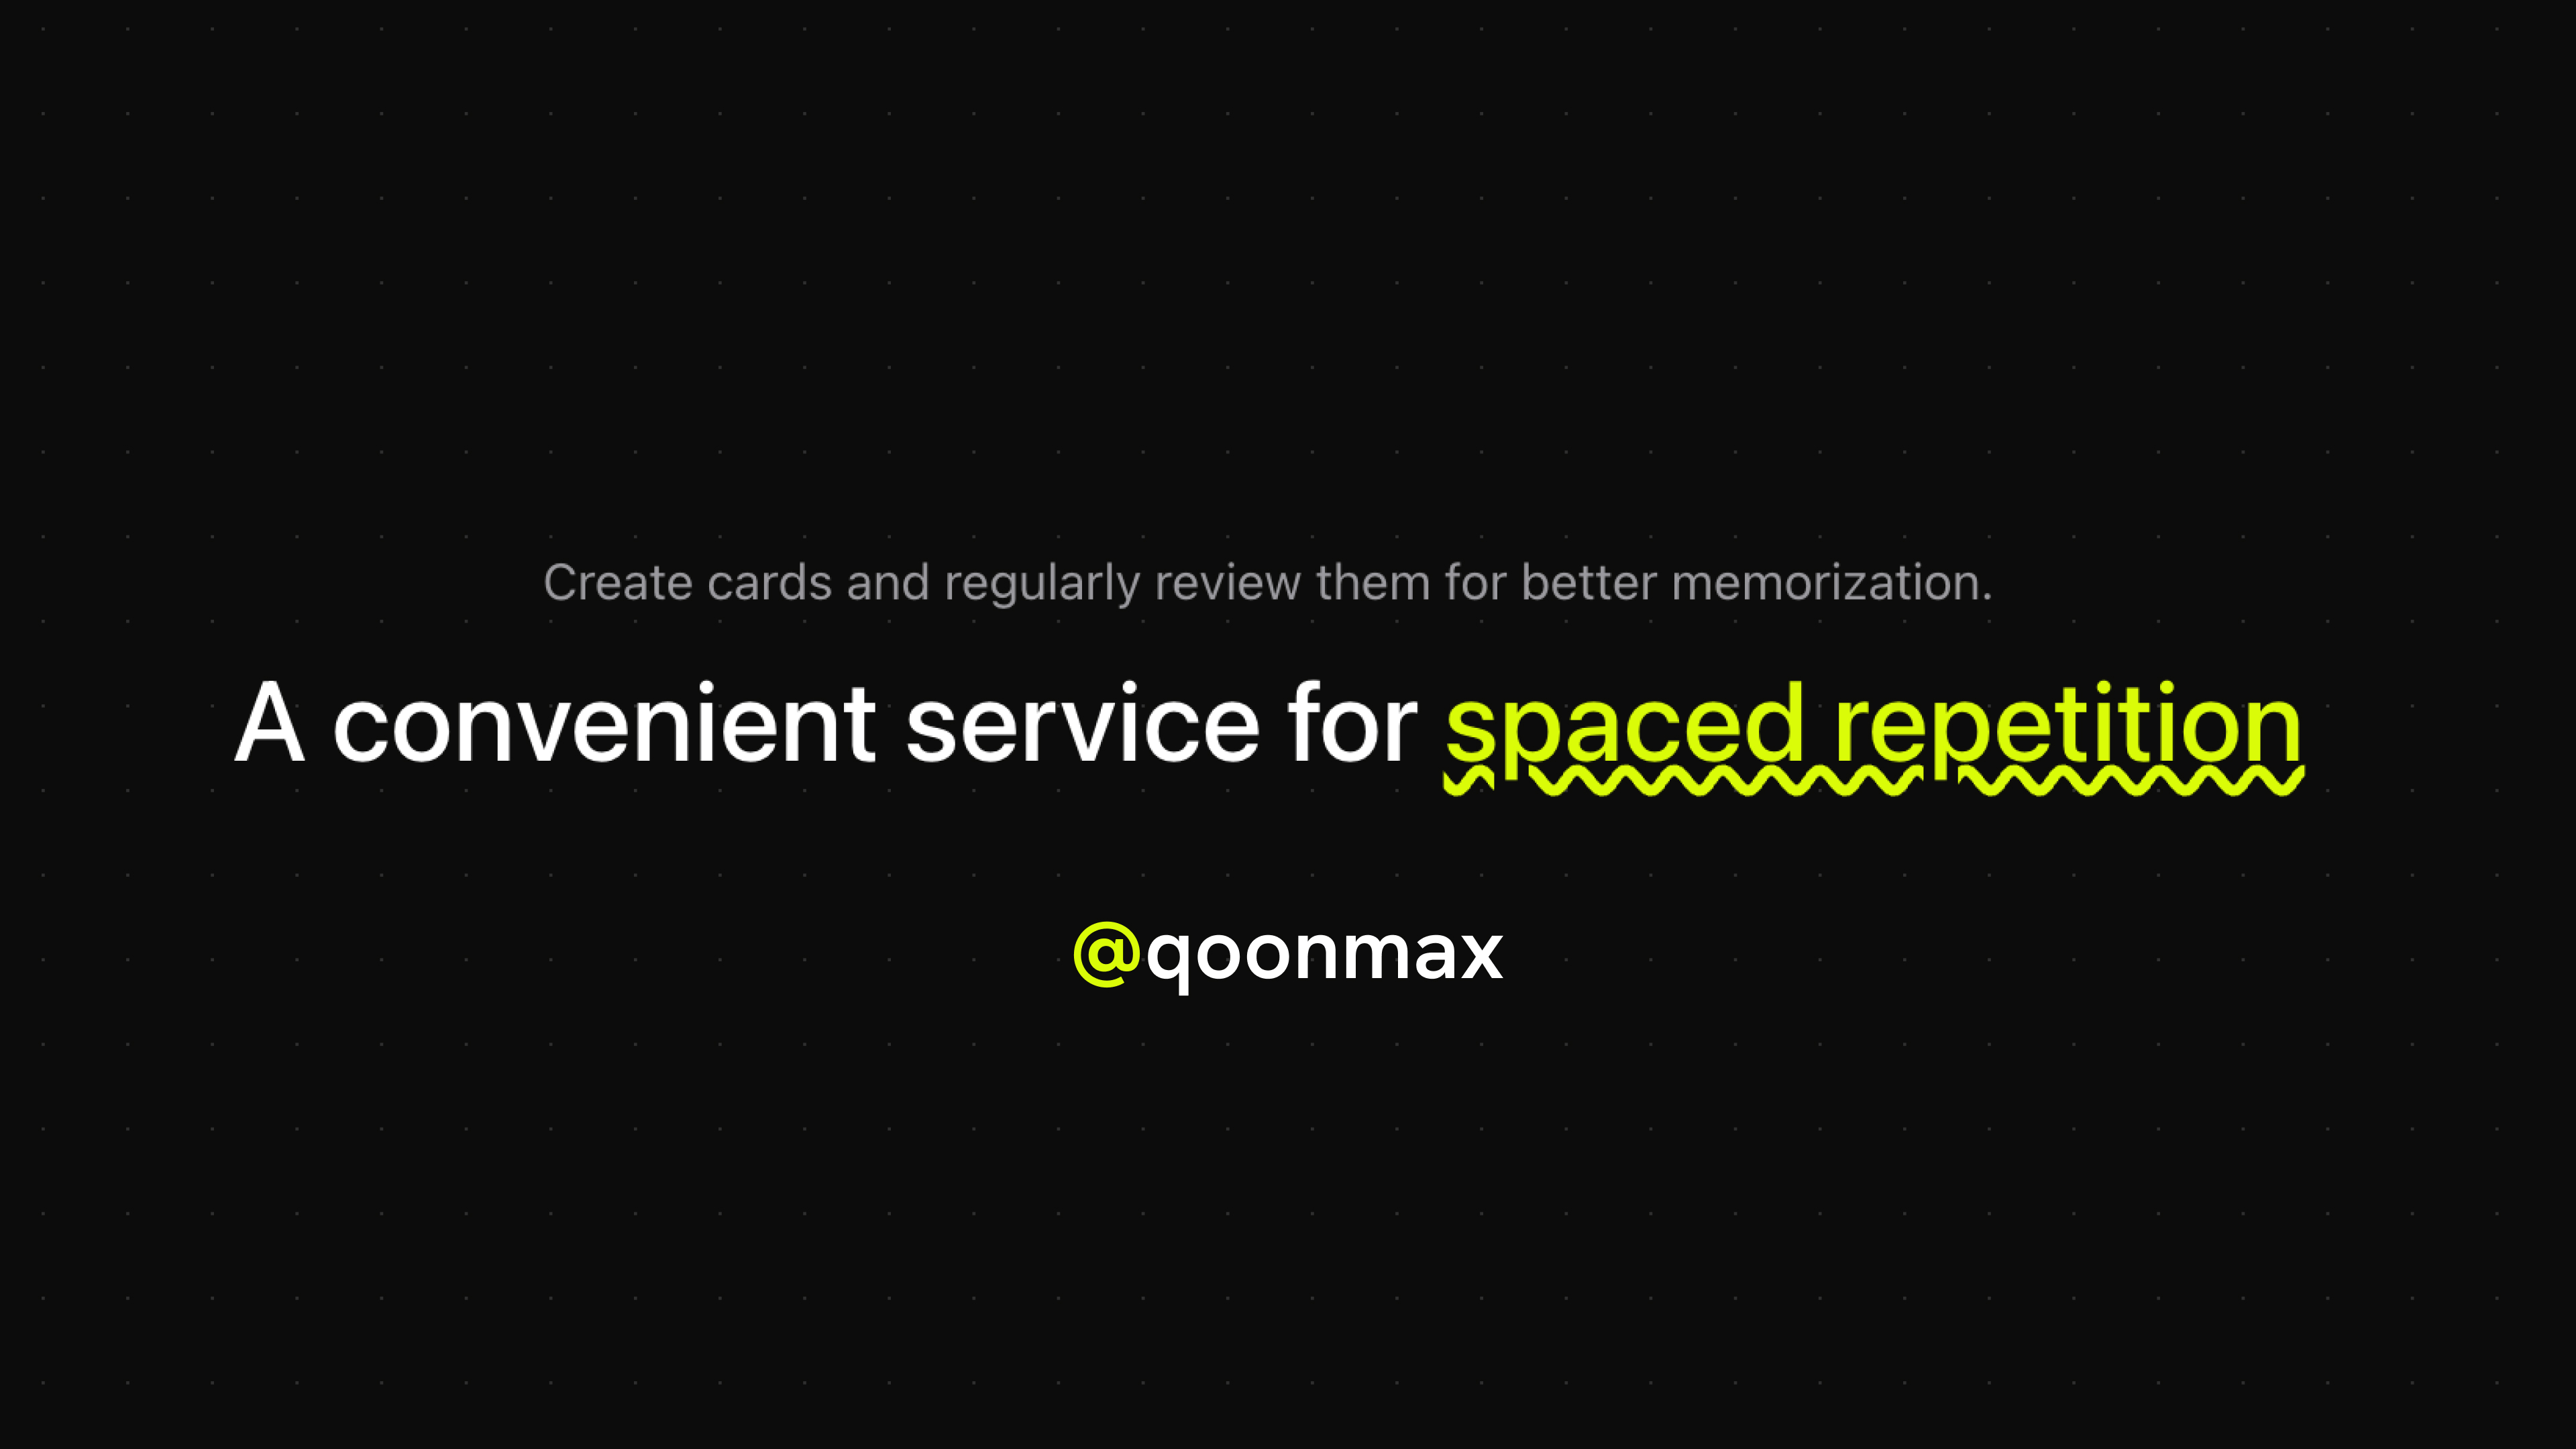 Create cards and regularly review them for better memorization.
A convenient service for spaced repetition
@qoonmax